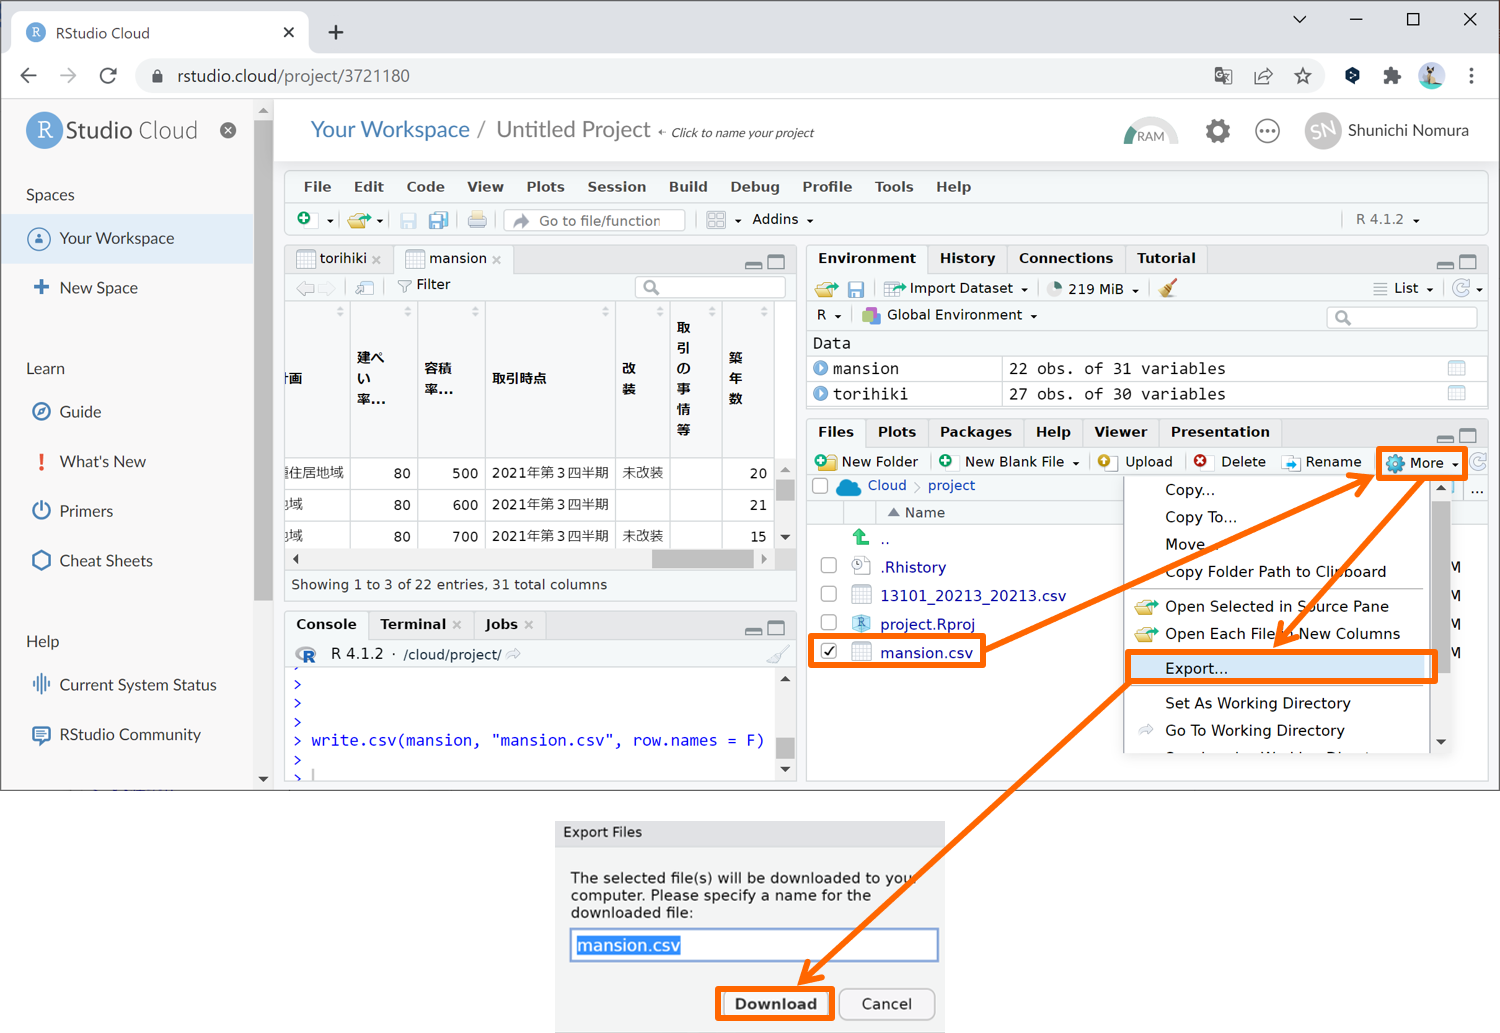 RStudio Cloud
rstudio.cloud/project/3721180
R Studio Cloud
Your Workspace / Untitled Project ← Click to name your project
RAM
SN Shunichi Nomura
Spaces
Your Workspace
New Space
Learn
Guide
What's New
Primers
Cheat Sheets
Help
Current System Status
RStudio Community
File Edit Code View Plots Session Build Debug Profile Tools Help
Go to file/function
Addins
R 4.1.2
torihiki
mansion
Filter
計画 建ぺい率... 容積率... 取引時点 改装 取引の事情等 築年数
住居地域 80 500 2021年第3四半期 未改装 20
地域 80 600 2021年第3四半期 21
地域 80 700 2021年第3四半期 未改装 15
Showing 1 to 3 of 22 entries, 31 total columns
Console Terminal Jobs
R 4.1.2 · /cloud/project/
>
>
>
> write.csv(mansion, "mansion.csv", row.names = F)
>
>
Environment History Connections Tutorial
Import Dataset 219 MiB List
R Global Environment
Data
mansion 22 obs. of 31 variables
torihiki 27 obs. of 30 variables
Files Plots Packages Help Viewer Presentation
New Folder New Blank File Upload Delete Rename More
Cloud project ...
Name
..
.Rhistory
13101_20213_20213.csv
project.Rproj
mansion.csv
Copy...
Copy To...
Move...
Copy Folder Path to Clipboard
Open Selected in Source Pane
Open Each File in New Columns
Export...
Set As Working Directory
Go To Working Directory
M
M
M
M
Export Files
The selected file(s) will be downloaded to your
computer. Please specify a name for the
downloaded file:
mansion.csv
Download Cancel